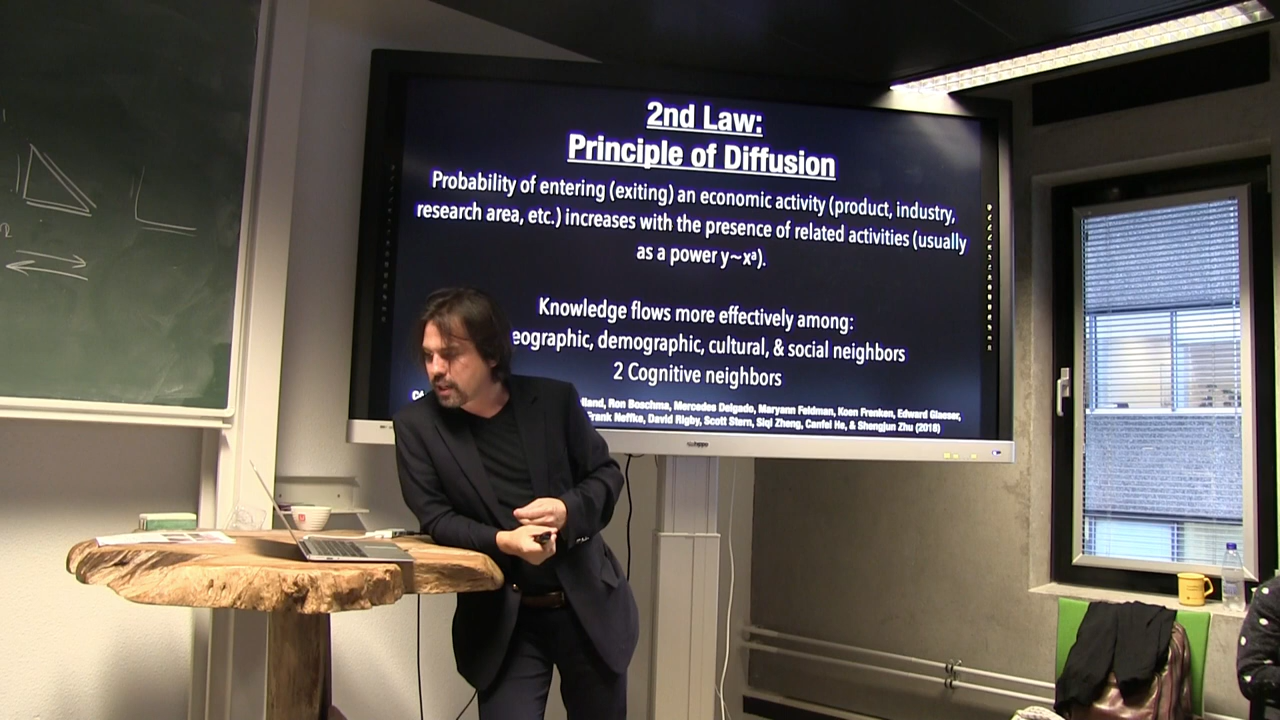 2nd Law:
Principle of Diffusion
Probability of entering (exiting) an economic activity (product, industry,
research area, etc.) increases with the presence of related activities (usually
as a power y~xᵃ).
Knowledge flows more effectively among:
eographic, demographic, cultural, & social neighbors
2 Cognitive neighbors
lland, Ron Boschma, Mercedes Delgado, Maryann Feldman, Koen Frenken, Edward Glaeser,
Frank Neffke, David Rigby, Scott Stern, Siqi Zheng, Canfei He, & Shengjun Zhu (2018)